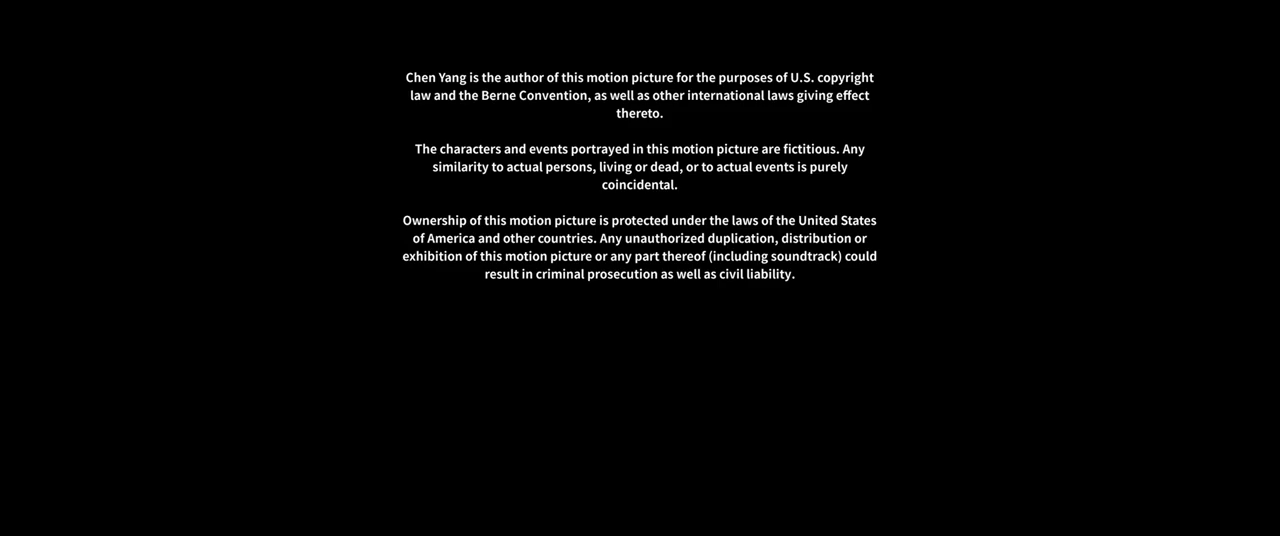 Chen Yang is the author of this motion picture for the purposes of U.S. copyright
law and the Berne Convention, as well as other international laws giving effect
thereto.
The characters and events portrayed in this motion picture are fictitious. Any
similarity to actual persons, living or dead, or to actual events is purely
coincidental.
Ownership of this motion picture is protected under the laws of the United States
of America and other countries. Any unauthorized duplication, distribution or
exhibition of this motion picture or any part thereof (including soundtrack) could
result in criminal prosecution as well as civil liability.